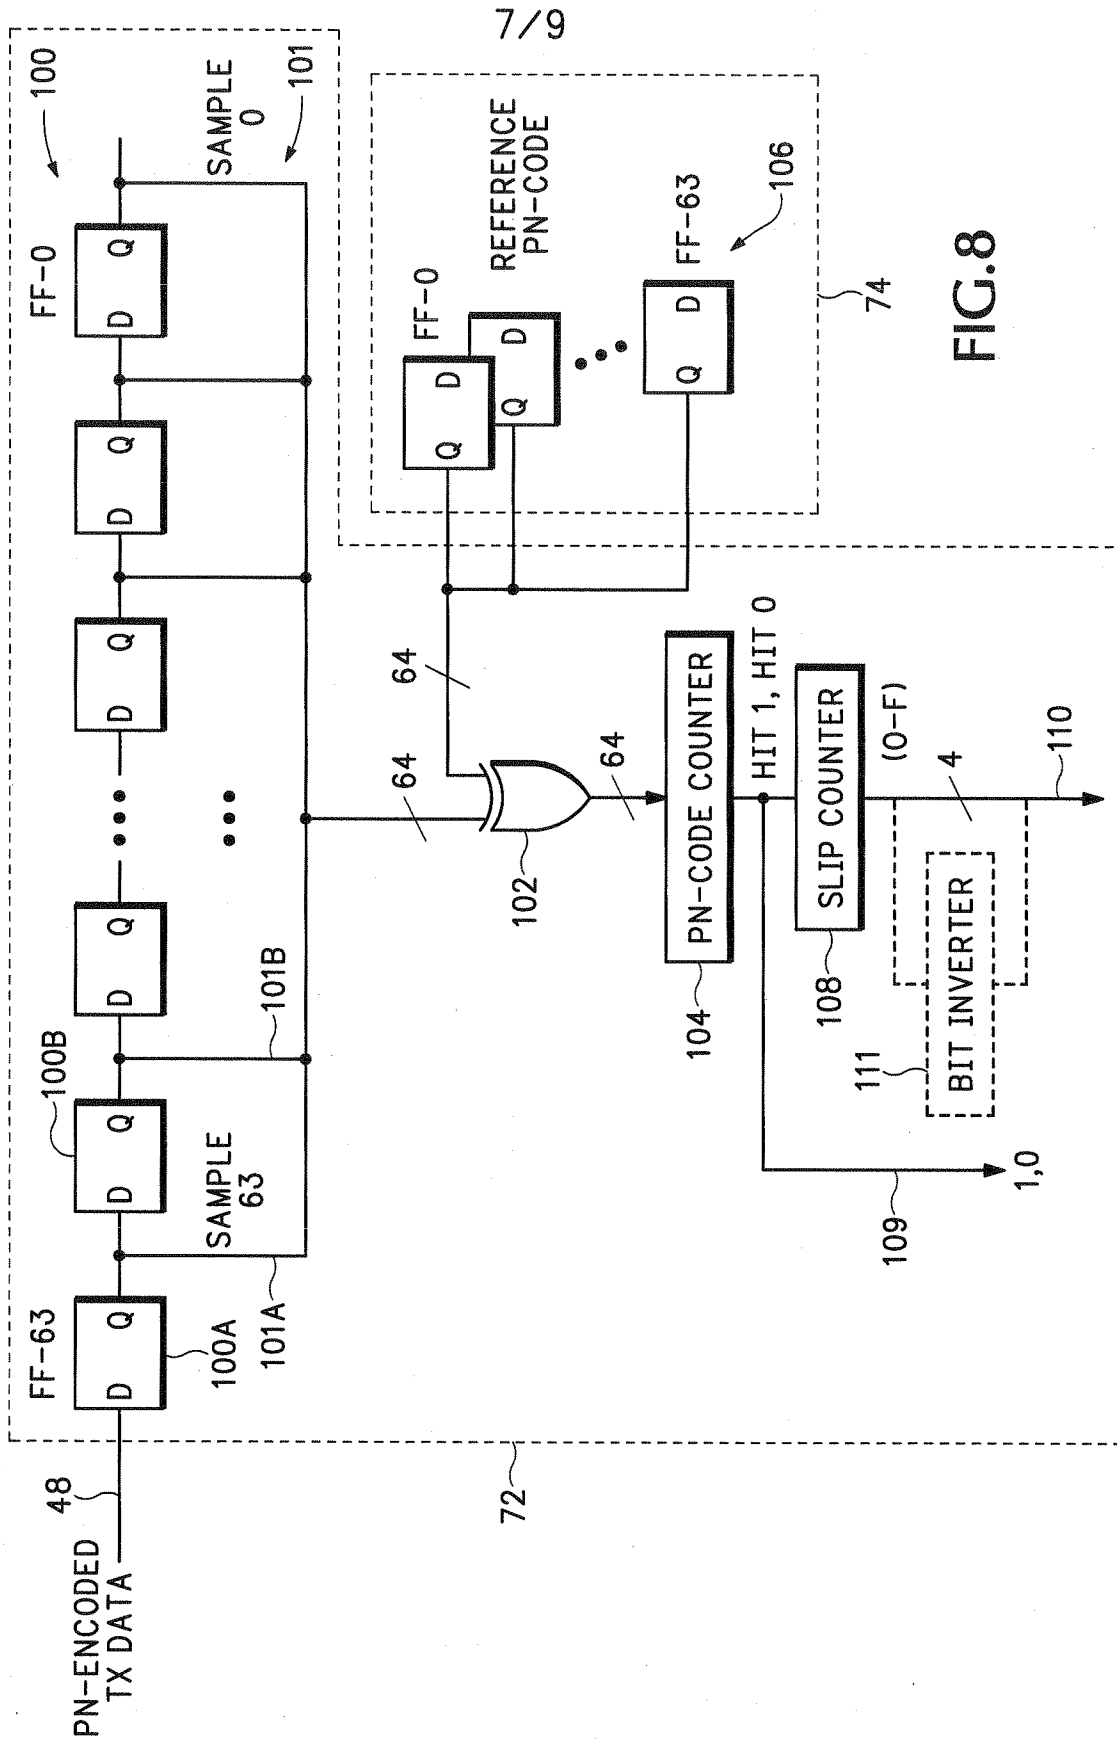 7/9
PN-ENCODED
TX DATA
48
FF-63
D Q
100A
101A
SAMPLE
63
D Q
100B
D Q
101B
D Q
D Q
FF-0
D Q
100
SAMPLE
0
101
72
64
64
102
64
PN-CODE COUNTER
104
HIT 1, HIT 0
109
1,0
SLIP COUNTER
108
(0-F)
BIT INVERTER
111
4
110
FF-0
Q D
Q D
REFERENCE
PN-CODE
FF-63
Q D
106
74
FIG.8